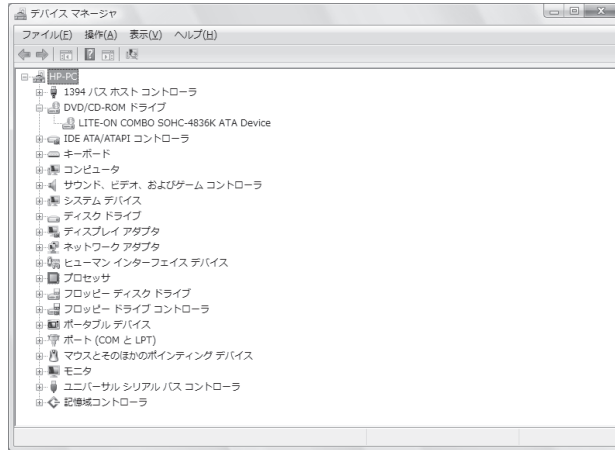 デバイス マネージャ
ファイル(F) 操作(A) 表示(V) ヘルプ(H)
HP-PC
1394 バス ホスト コントローラ
DVD/CD-ROM ドライブ
LITE-ON COMBO SOHC-4836K ATA Device
IDE ATA/ATAPI コントローラ
キーボード
コンピュータ
サウンド、ビデオ、およびゲーム コントローラ
システム デバイス
ディスク ドライブ
ディスプレイ アダプタ
ネットワーク アダプタ
ヒューマン インターフェイス デバイス
プロセッサ
フロッピー ディスク ドライブ
フロッピー ドライブ コントローラ
ポータブル デバイス
ポート (COM と LPT)
マウスとそのほかのポインティング デバイス
モニタ
ユニバーサル シリアル バス コントローラ
記憶域コントローラ